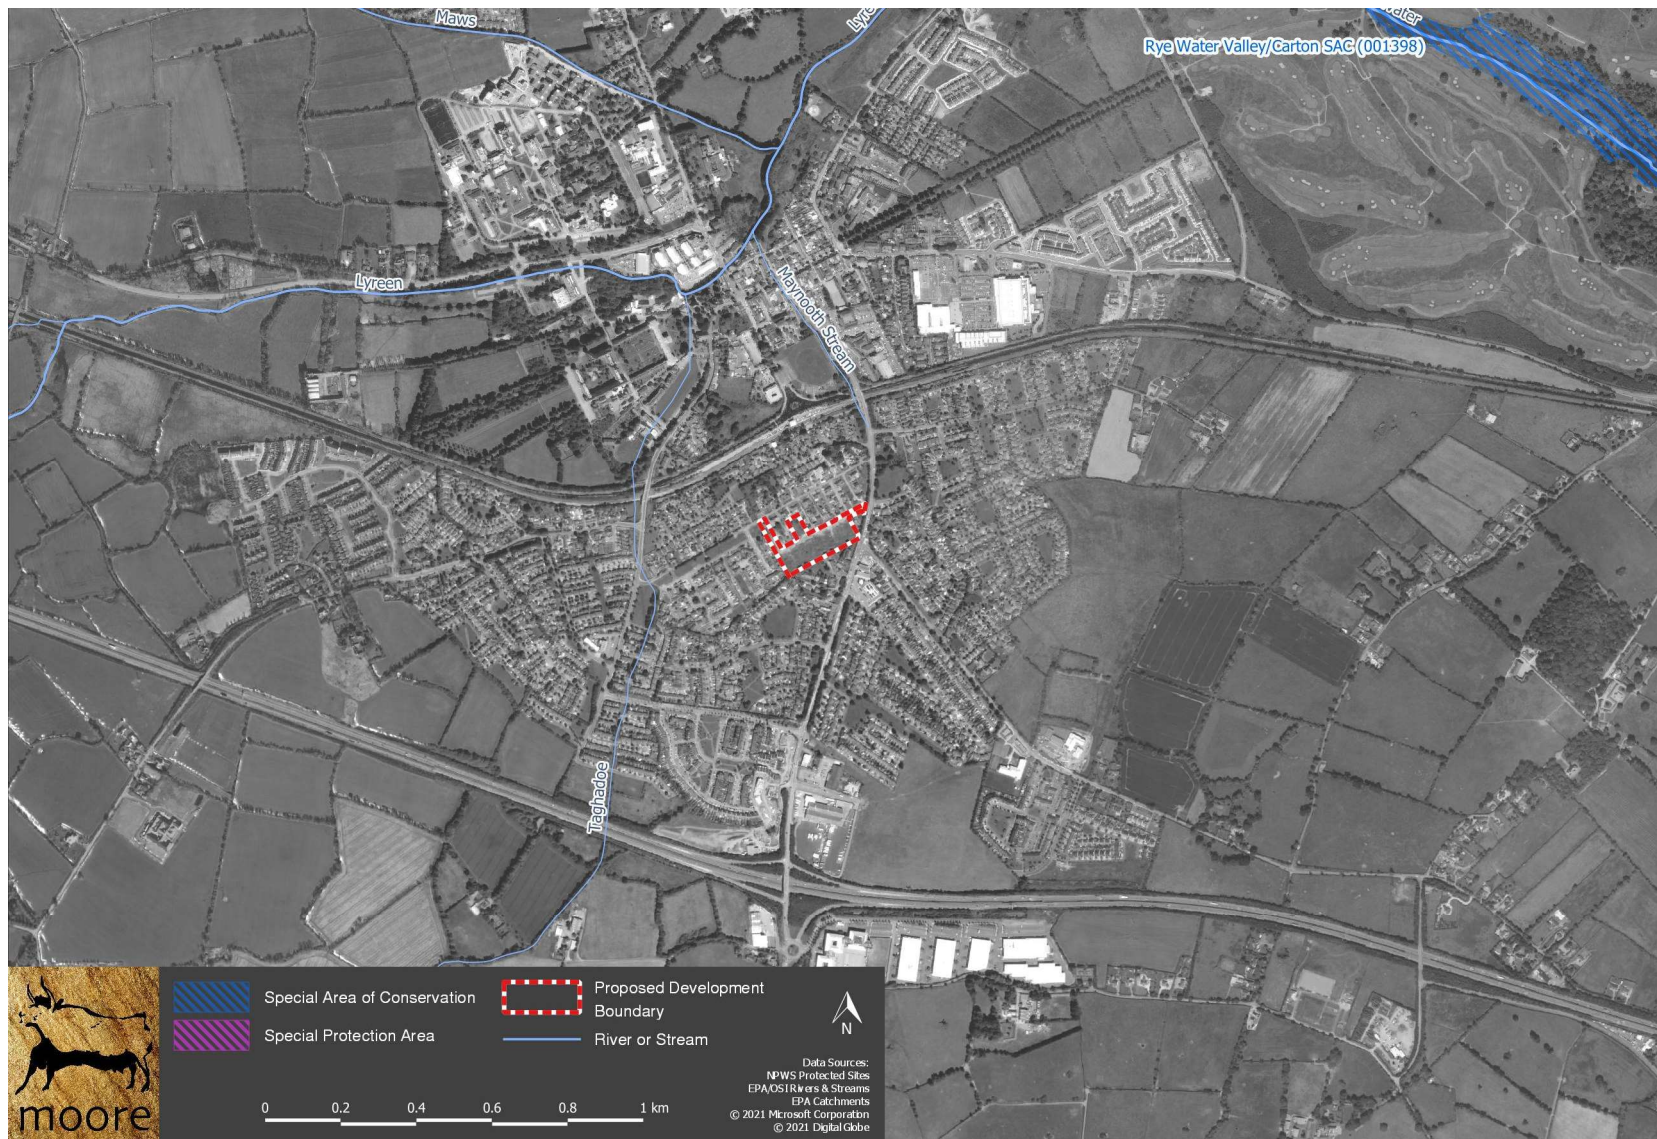 Maws
Lyre
Water
Rye Water Valley/Carton SAC (001398)
Lyreen
Maynooth Stream
Taghadoe
Special Area of Conservation
Special Protection Area
Proposed Development
Boundary
River or Stream
N
Data Sources:
NPWS Protected Sites
EPA/OSI Rivers & Streams
EPA Catchments
© 2021 Microsoft Corporation
© 2021 DigitalGlobe
0 0.2 0.4 0.6 0.8 1 km
moore